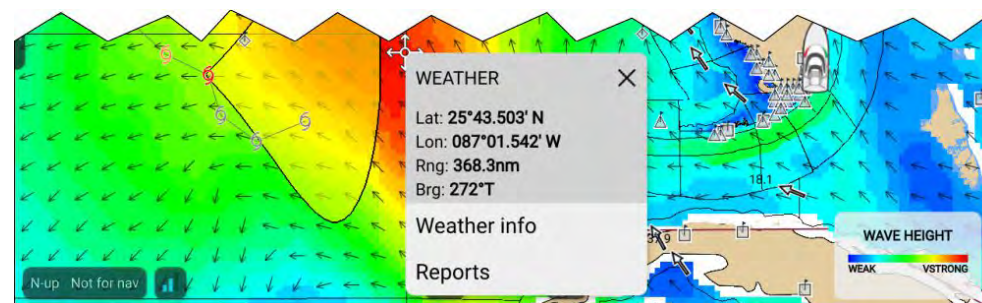 WEATHER
Lat: 25°43.503' N
Lon: 087°01.542' W
Rng: 368.3nm
Brg: 272°T
Weather info
Reports
18.1
WAVE HEIGHT
WEAK VSTRONG
N-up Not for nav